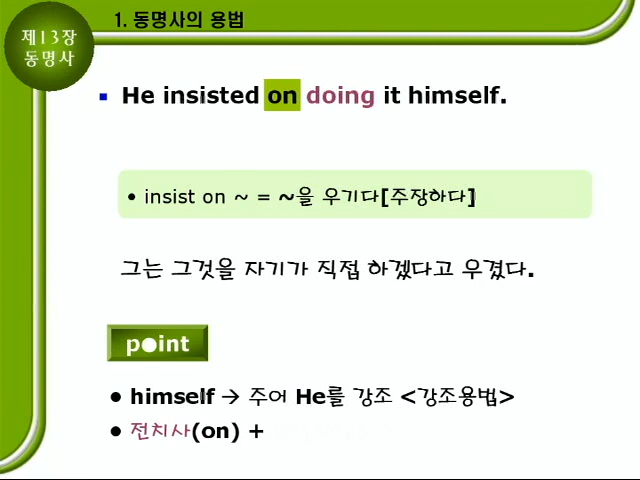 제13장
동명사
1. 동명사의 용법
▪ He insisted on doing it himself.
• insist on ~ = ~을 우기다[주장하다]
그는 그것을 자기가 직접 하겠다고 우겼다.
point
● himself → 주어 He를 강조 <강조용법>
● 전치사(on) +